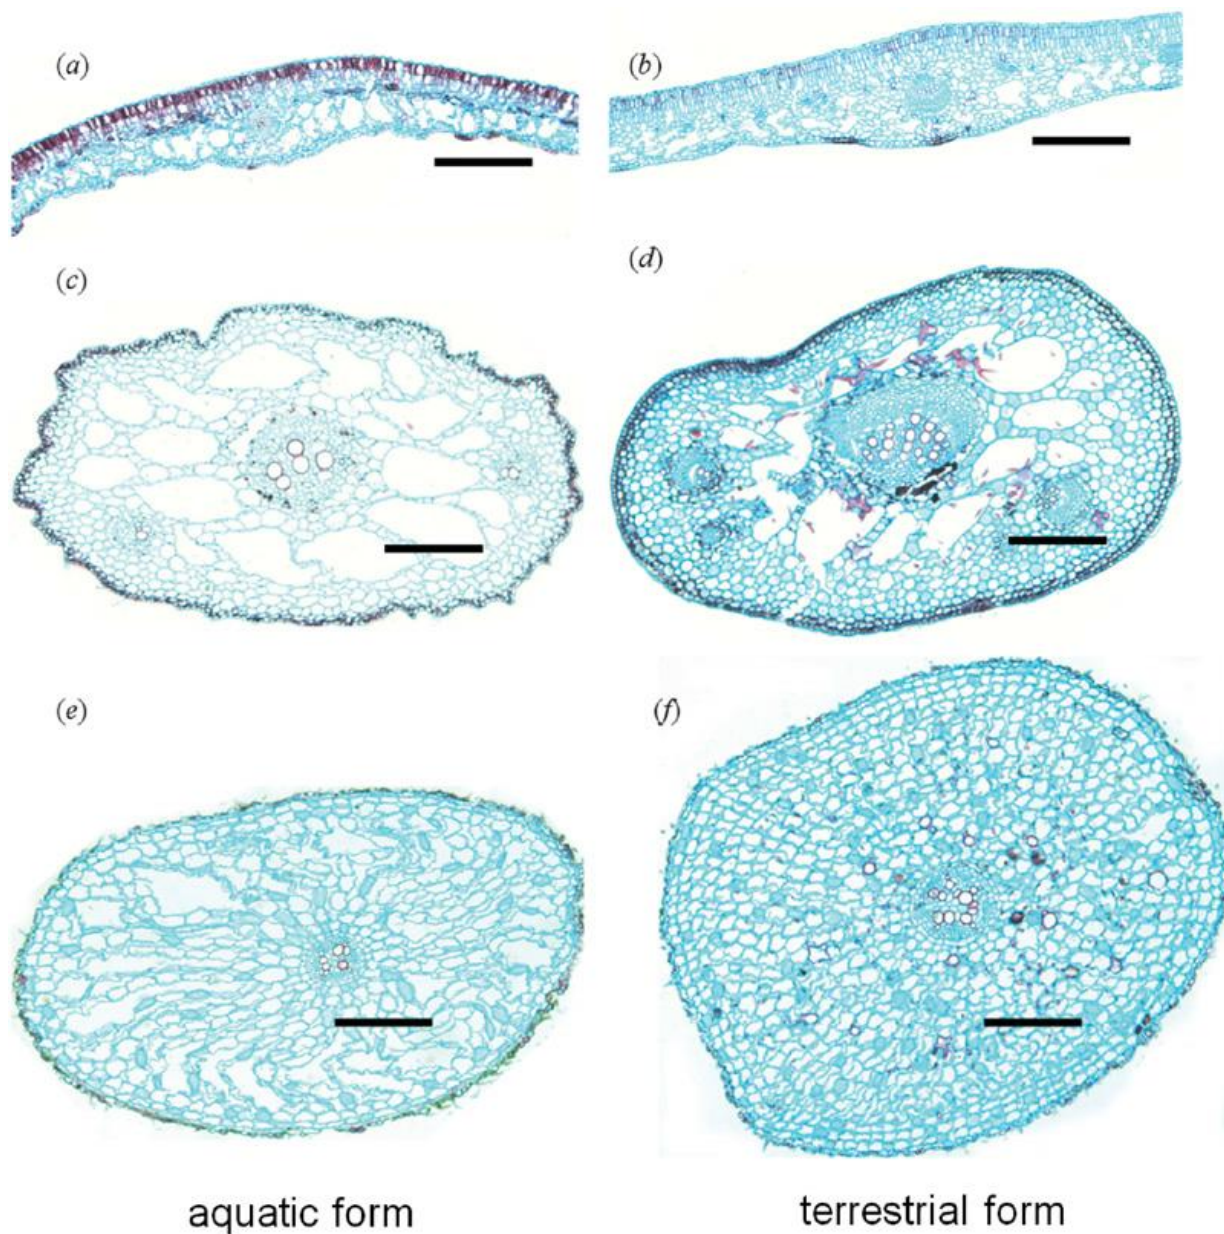 (a)
(b)
(c)
(d)
(e)
(f)
aquatic form
terrestrial form